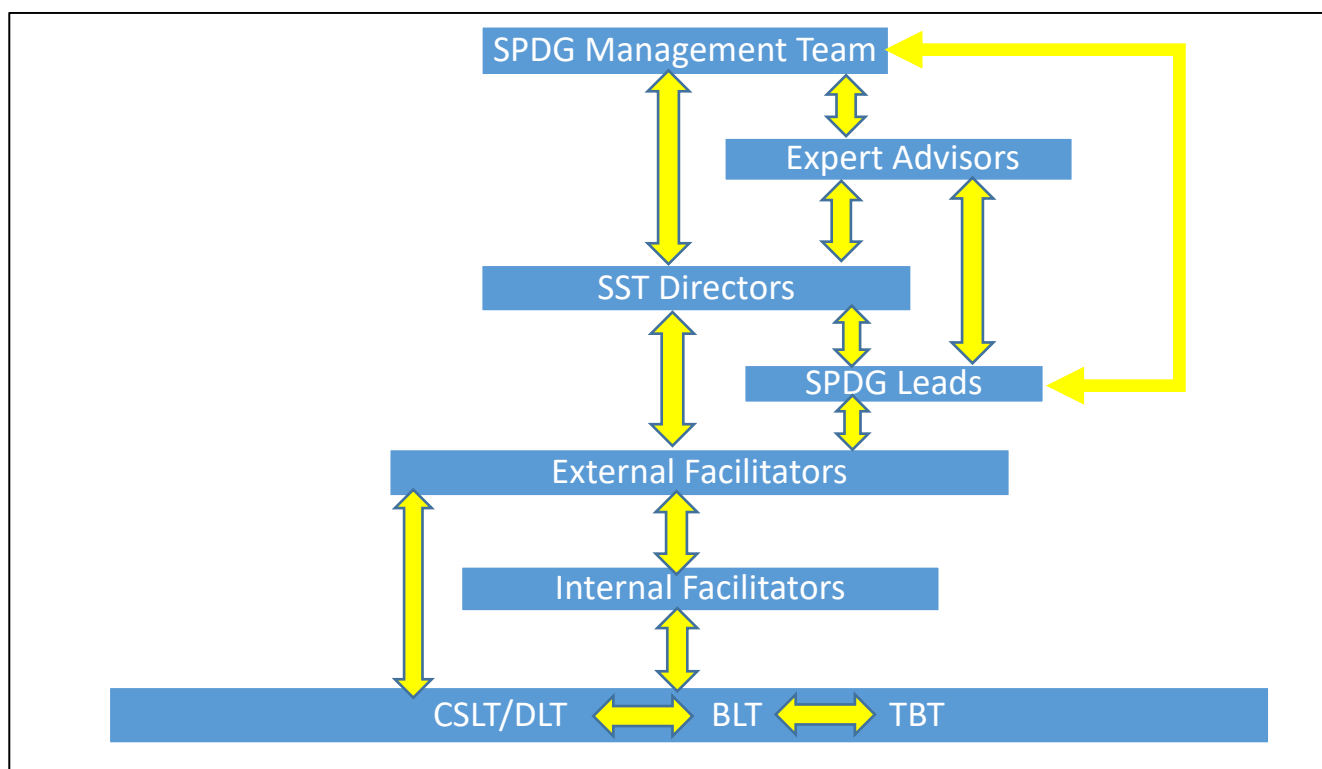 SPDG Management Team
Expert Advisors
SST Directors
SPDG Leads
External Facilitators
Internal Facilitators
CSLT/DLT BLT TBT